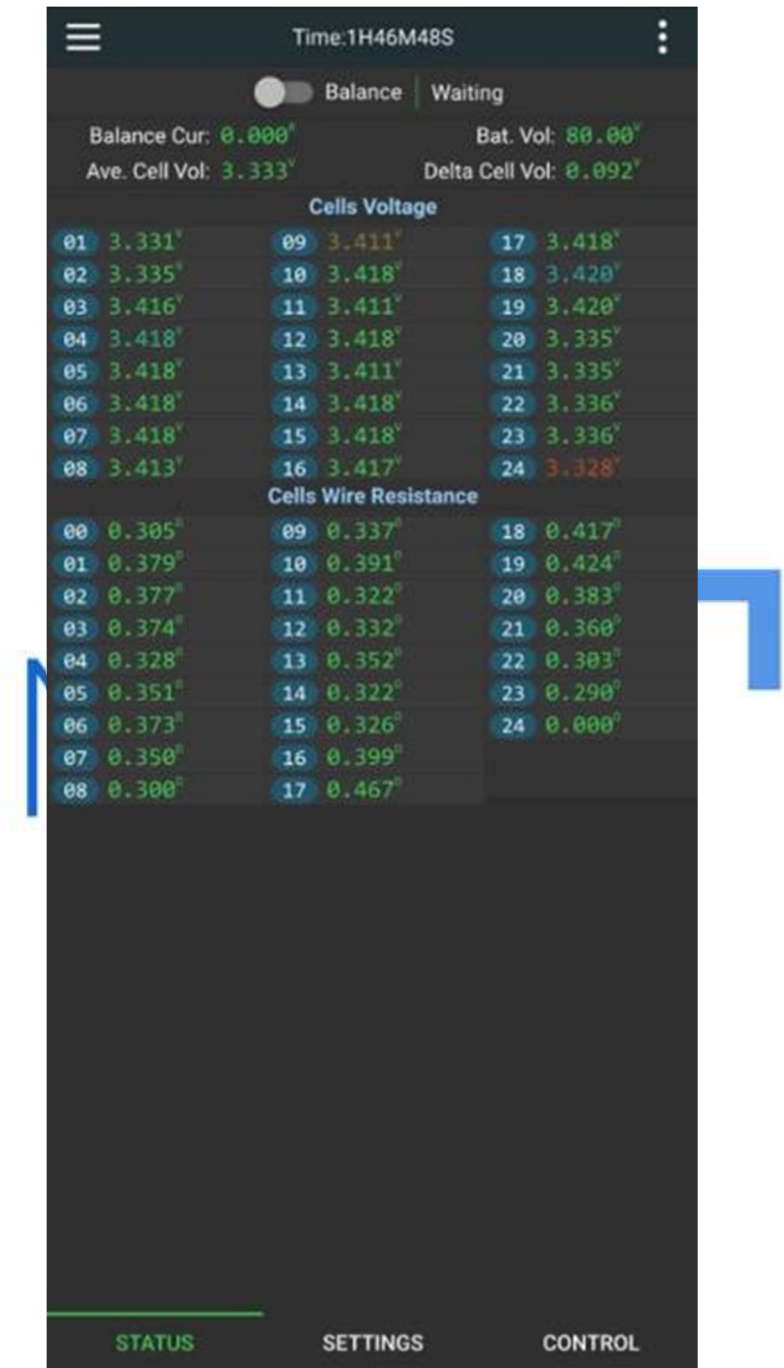 Time:1H46M48S
Balance Waiting
Balance Cur: 0.000A Bat. Vol: 80.00V
Ave. Cell Vol: 3.333V Delta Cell Vol: 0.092V
Cells Voltage
01 3.331V 09 3.411V 17 3.418V
02 3.335V 10 3.418V 18 3.420V
03 3.416V 11 3.411V 19 3.420V
04 3.418V 12 3.418V 20 3.335V
05 3.418V 13 3.411V 21 3.335V
06 3.418V 14 3.418V 22 3.336V
07 3.418V 15 3.418V 23 3.336V
08 3.413V 16 3.417V 24 3.328V
Cells Wire Resistance
00 0.305Ω 09 0.337Ω 18 0.417Ω
01 0.379Ω 10 0.391Ω 19 0.424Ω
02 0.377Ω 11 0.322Ω 20 0.383Ω
03 0.374Ω 12 0.332Ω 21 0.360Ω
04 0.328Ω 13 0.352Ω 22 0.303Ω
05 0.351Ω 14 0.322Ω 23 0.290Ω
06 0.373Ω 15 0.326Ω 24 0.000Ω
07 0.350Ω 16 0.399Ω
08 0.300Ω 17 0.467Ω
STATUS SETTINGS CONTROL